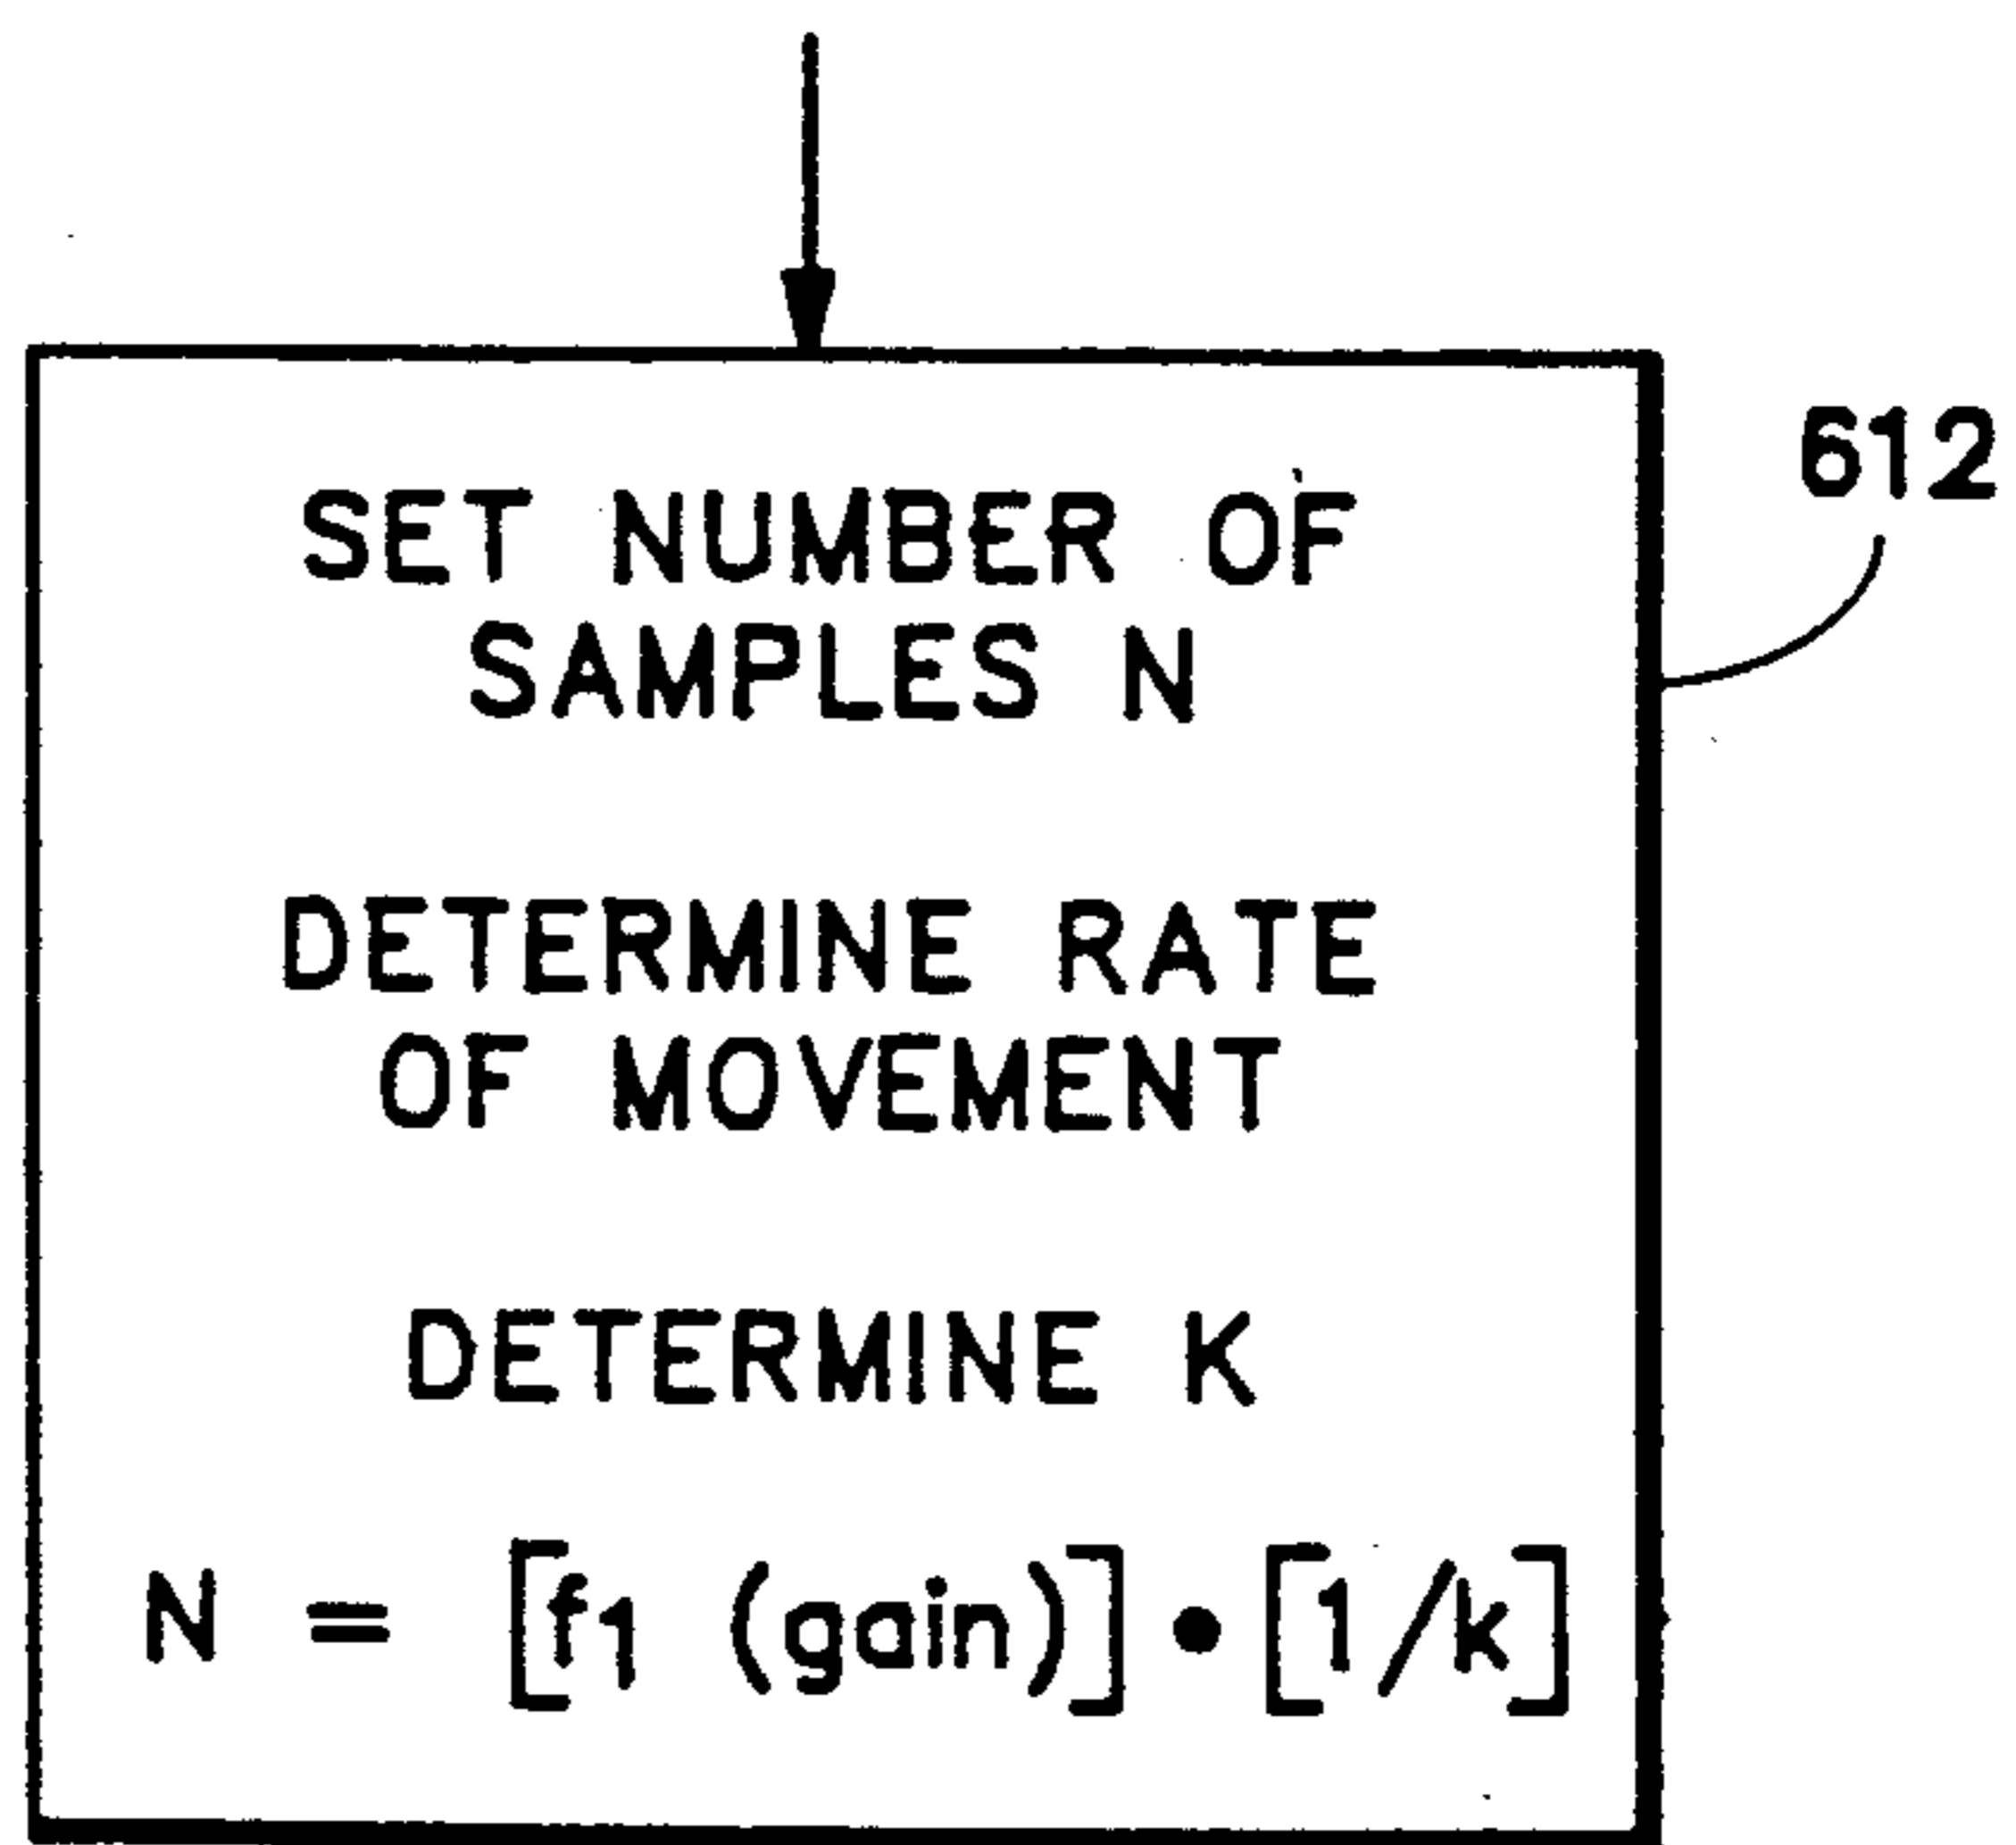 612
SET NUMBER OF
SAMPLES N
DETERMINE RATE
OF MOVEMENT
DETERMINE K
N = [f1 (gain)] • [1/k]